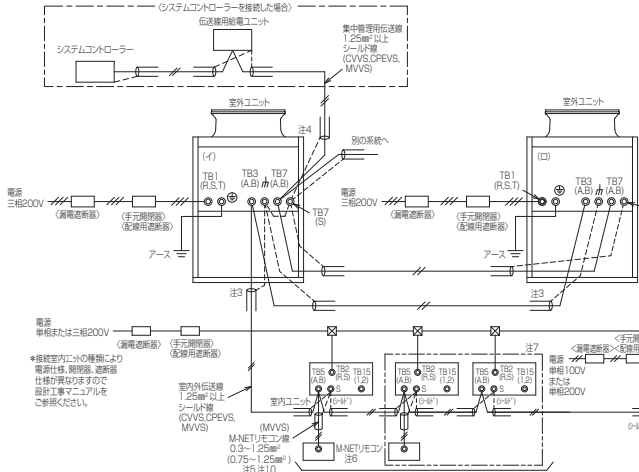 〈システムコントローラーを接続した場合〉
伝送線用給電ユニット
システムコントローラー
集中管理用伝送線
1.25mm²以上
シールド線
(CVVS,CPEVS,
MVVS)
室外ユニット
室外ユニット
注4
別の系統へ
(イ)
TB1
(R,S,T)
TB3
(A,B)
TB7
(A,B)
TB7
(S)
電源
三相200V
〈漏電遮断器〉
〈手元開閉器〉
〈配線用遮断器〉
アース
電源
三相200V
〈漏電遮断器〉
〈手元開閉器〉
〈配線用遮断器〉
アース
(ロ)
TB1
(R,S,T)
TB3
(A,B)
TB7
(A,B)
注3
注3
電源
単相または三相200V
〈漏電遮断器〉
〈手元開閉器〉
〈配線用遮断器〉
*接続室内ユニットの種類により
電源仕様、開閉器、遮断器
仕様が異なりますので
設計工事マニュアルを
ご参照ください。
室内外伝送線
1.25mm²以上
シールド線
(CVVS,CPEVS,
MVVS)
室内ユニット
TB5
(A,B)
TB2
(R,S)
TB15
(1,2)
S
(シールド)
TB5
(A,B)
TB2
(R,S)
TB15
(1,2)
S
(シールド)
TB5
(A,B)
TB2
(R,S)
TB15
(1,2)
S
(シールド)
注7
電源
単相100V
または
単相200V
〈漏電遮断器〉
(MVVS)
M-NETリモコン線
0.3～1.25mm²
(0.75～1.25mm²)
注5 注10
M-NETリモコン
注6